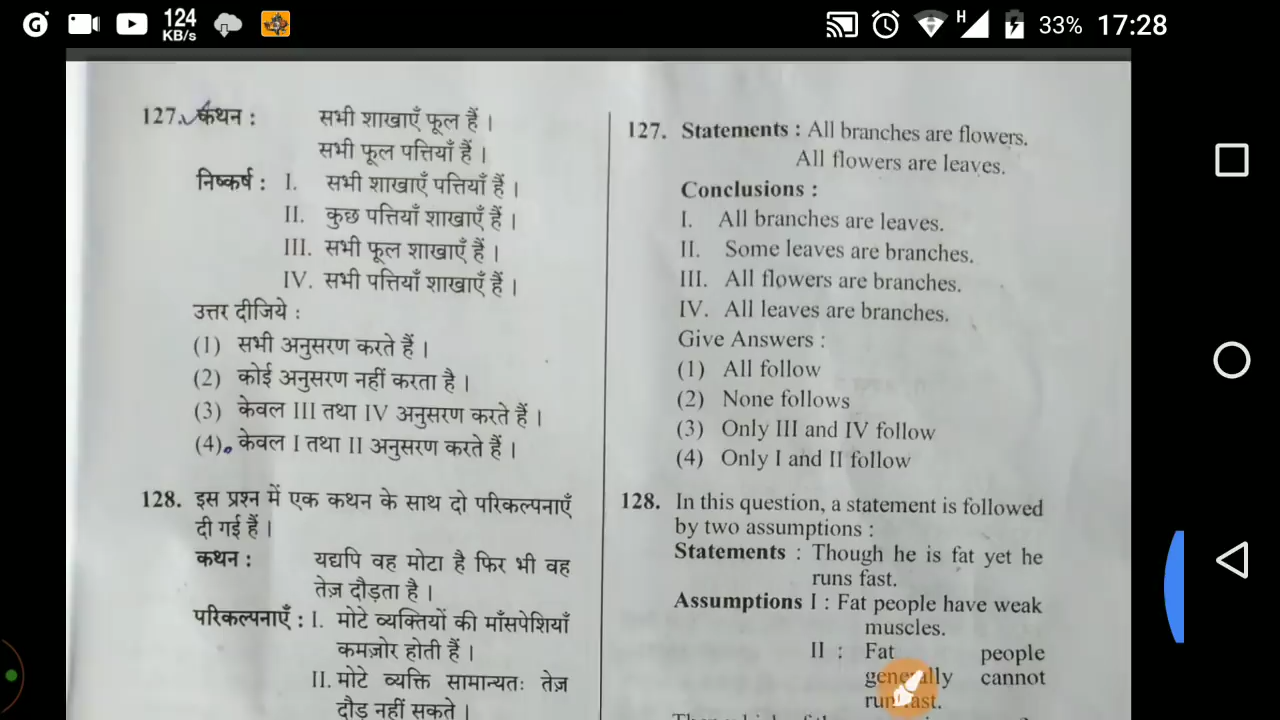 124
KB/s
H
33% 17:28
127. कथन : सभी शाखाएँ फूल हैं ।
सभी फूल पत्तियाँ हैं ।
निष्कर्ष : I. सभी शाखाएँ पत्तियाँ हैं ।
II. कुछ पत्तियाँ शाखाएँ हैं ।
III. सभी फूल शाखाएँ हैं ।
IV. सभी पत्तियाँ शाखाएँ हैं ।
उत्तर दीजिये :
(1) सभी अनुसरण करते हैं ।
(2) कोई अनुसरण नहीं करता है ।
(3) केवल III तथा IV अनुसरण करते हैं ।
(4) केवल I तथा II अनुसरण करते हैं ।
128. इस प्रश्न में एक कथन के साथ दो परिकल्पनाएँ
दी गई हैं ।
कथन : यद्यपि वह मोटा है फिर भी वह
तेज़ दौड़ता है ।
परिकल्पनाएँ : I. मोटे व्यक्तियों की माँसपेशियाँ
कमज़ोर होती हैं ।
II. मोटे व्यक्ति सामान्यतः तेज़
दौड़ नहीं सकते ।
127. Statements : All branches are flowers.
All flowers are leaves.
Conclusions :
I. All branches are leaves.
II. Some leaves are branches.
III. All flowers are branches.
IV. All leaves are branches.
Give Answers :
(1) All follow
(2) None follows
(3) Only III and IV follow
(4) Only I and II follow
128. In this question, a statement is followed
by two assumptions :
Statements : Though he is fat yet he
runs fast.
Assumptions I : Fat people have weak
muscles.
II : Fat people
generally cannot
run fast.